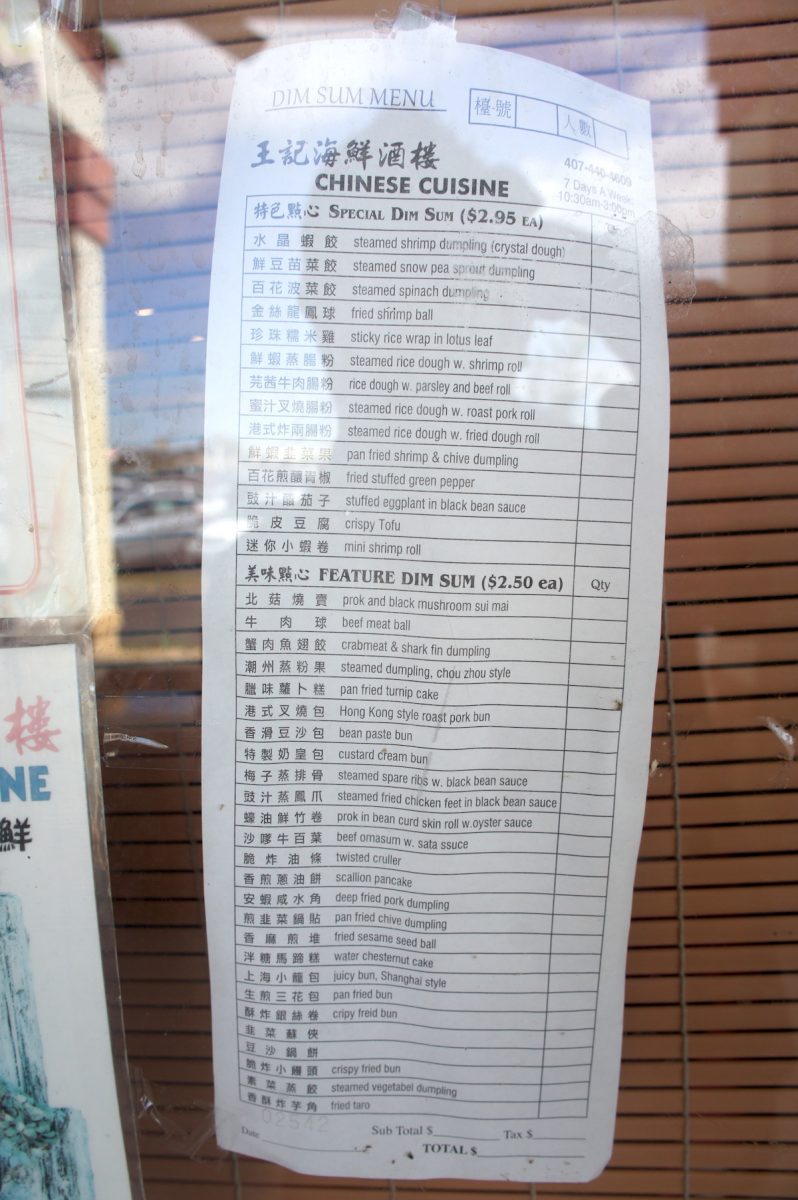 DIM SUM MENU
檯號 人數
王記海鮮酒楼
CHINESE CUISINE
407-440-4609
7 Days A Week
10:30am-3:00pm
特色點心 SPECIAL DIM SUM ($2.95 EA)
水晶蝦餃 steamed shrimp dumpling (crystal dough)
鮮豆苗菜餃 steamed snow pea sprout dumpling
百花波菜餃 steamed spinach dumpling
金絲龍鳳球 fried shrimp ball
珍珠糯米雞 sticky rice wrap in lotus leaf
鮮蝦蒸腸粉 steamed rice dough w. shrimp roll
芫茜牛肉腸粉 rice dough w. parsley and beef roll
蜜汁叉燒腸粉 steamed rice dough w. roast pork roll
港式炸兩腸粉 steamed rice dough w. fried dough roll
鮮蝦韭菜果 pan fried shrimp & chive dumpling
百花煎釀青椒 fried stuffed green pepper
豉汁釀茄子 stuffed eggplant in black bean sauce
脆皮豆腐 crispy Tofu
迷你小蝦卷 mini shrimp roll
美味點心 FEATURE DIM SUM ($2.50 ea) Qty
北菇燒賣 prok and black mushroom sui mai
牛肉球 beef meat ball
蟹肉魚翅餃 crabmeat & shark fin dumpling
潮州蒸粉果 steamed dumpling, chou zhou style
臘味蘿卜糕 pan fried turnip cake
港式叉燒包 Hong Kong style roast pork bun
香滑豆沙包 bean paste bun
特製奶皇包 custard cream bun
梅子蒸排骨 steamed spare ribs w. black bean sauce
豉汁蒸鳳爪 steamed fried chicken feet in black bean sauce
蠔油鮮竹卷 prok in bean curd skin roll w.oyster sauce
沙嗲牛百葉 beef omasum w. sata ssuce
脆炸油條 twisted cruller
香煎蔥油餅 scallion pancake
安蝦咸水角 deep fried pork dumpling
煎韭菜鍋貼 pan fried chive dumpling
香麻煎堆 fried sesame seed ball
泮糖馬蹄糕 water chesternut cake
上海小籠包 juicy bun, Shanghai style
生煎三花包 pan fried bun
酥炸銀絲卷 cripy freid bun
韭菜蘇俠
豆沙鍋餅
脆炸小饅頭 crispy fried bun
素菜蒸餃 steamed vegetabel dumpling
香酥炸芋角 fried taro
02542
Date Sub Total $ Tax $
TOTAL $
楼
NE
鮮